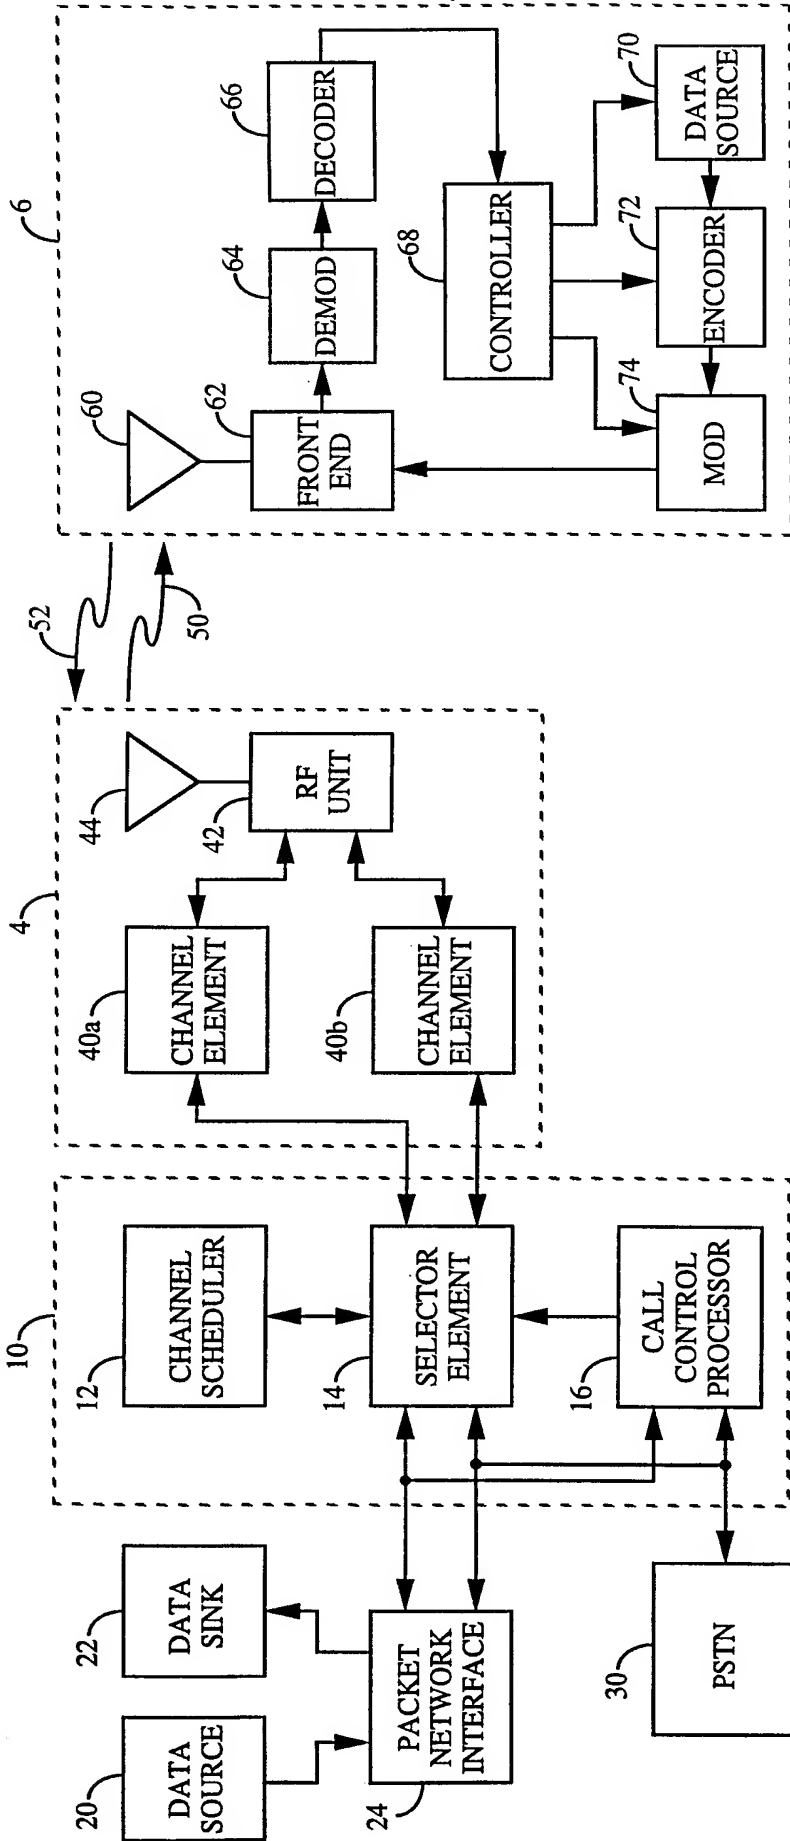 20
DATA
SOURCE
22
DATA
SINK
24
PACKET
NETWORK
INTERFACE
30
PSTN
10
12
CHANNEL
SCHEDULER
14
SELECTOR
ELEMENT
16
CALL
CONTROL
PROCESSOR
4
40a
CHANNEL
ELEMENT
40b
CHANNEL
ELEMENT
44
42
RF
UNIT
52
50
6
60
62
FRONT
END
64
DEMOD
66
DECODER
68
CONTROLLER
74
MOD
72
ENCODER
70
DATA
SOURCE